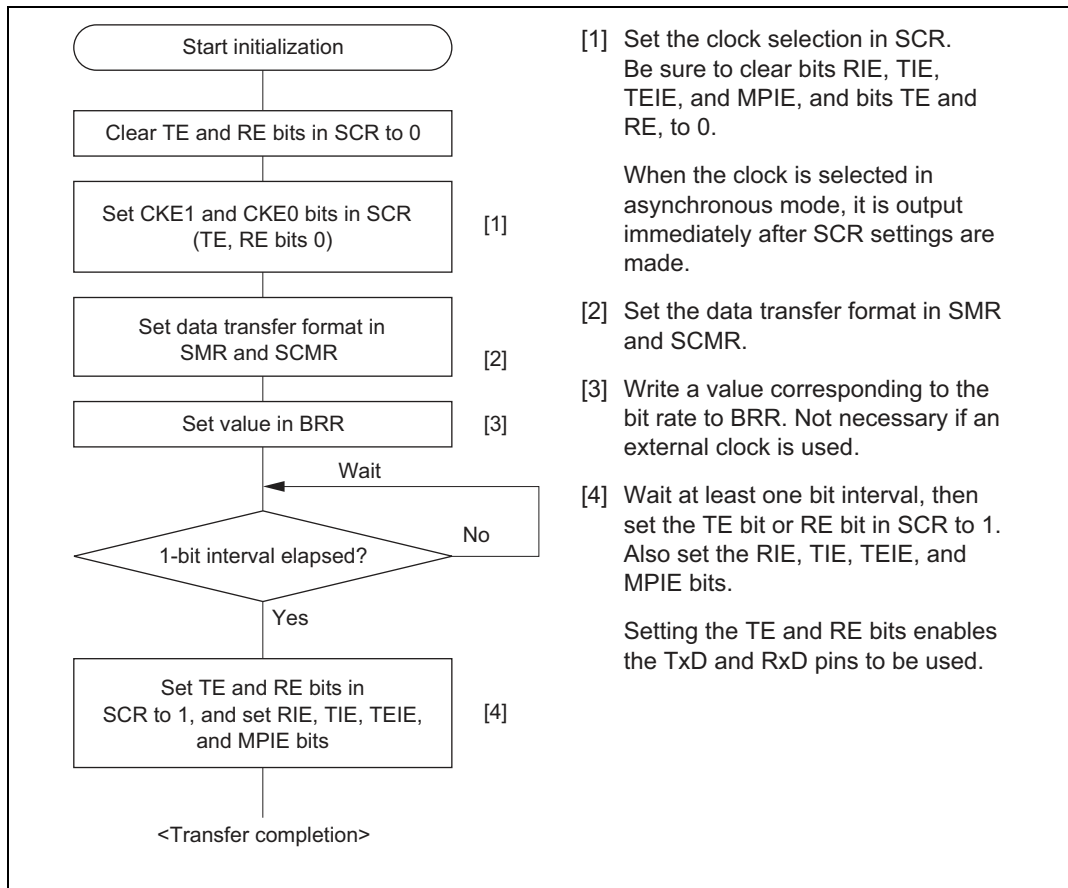 Start initialization
Clear TE and RE bits in SCR to 0
Set CKE1 and CKE0 bits in SCR
(TE, RE bits 0)
[1]
Set data transfer format in
SMR and SCMR
[2]
Set value in BRR
[3]
Wait
1-bit interval elapsed?
No
Yes
Set TE and RE bits in
SCR to 1, and set RIE, TIE, TEIE,
and MPIE bits
[4]
<Transfer completion>
[1] Set the clock selection in SCR.
Be sure to clear bits RIE, TIE,
TEIE, and MPIE, and bits TE and
RE, to 0.
When the clock is selected in
asynchronous mode, it is output
immediately after SCR settings are
made.
[2] Set the data transfer format in SMR
and SCMR.
[3] Write a value corresponding to the
bit rate to BRR. Not necessary if an
external clock is used.
[4] Wait at least one bit interval, then
set the TE bit or RE bit in SCR to 1.
Also set the RIE, TIE, TEIE, and
MPIE bits.
Setting the TE and RE bits enables
the TxD and RxD pins to be used.